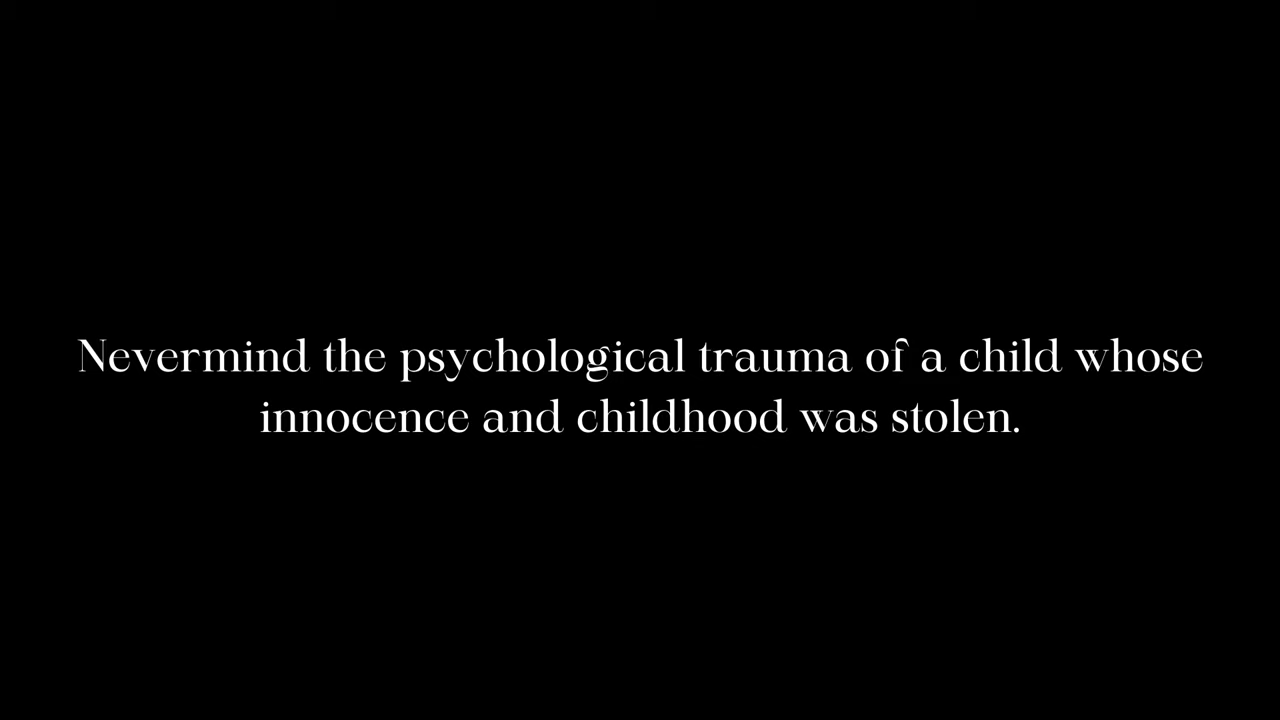 Nevermind the psychological trauma of a child whose
innocence and childhood was stolen.